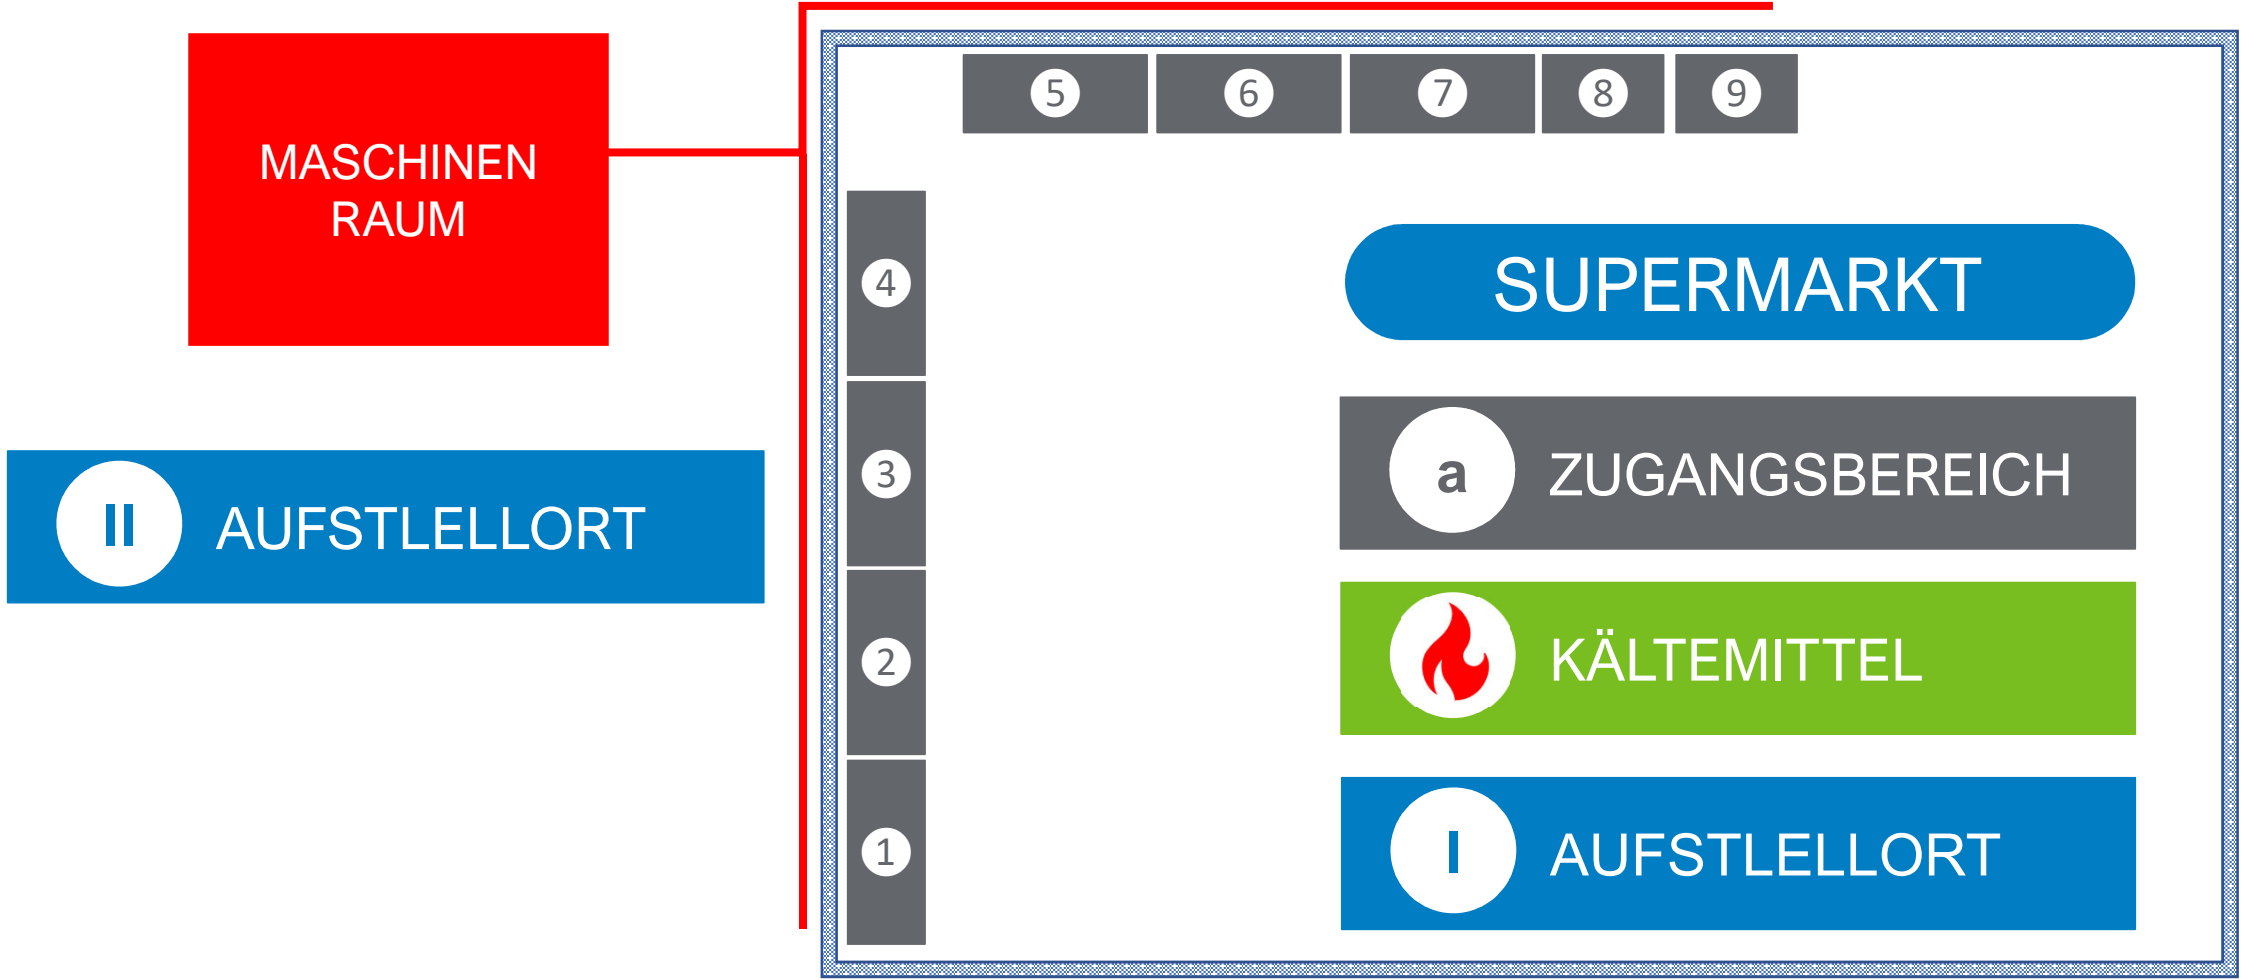 MASCHINEN
RAUM
5 6 7 8 9
4
3
2
1
SUPERMARKT
a ZUGANGSBEREICH
KÄLTEMITTEL
I AUFSTLELLORT
II AUFSTLELLORT